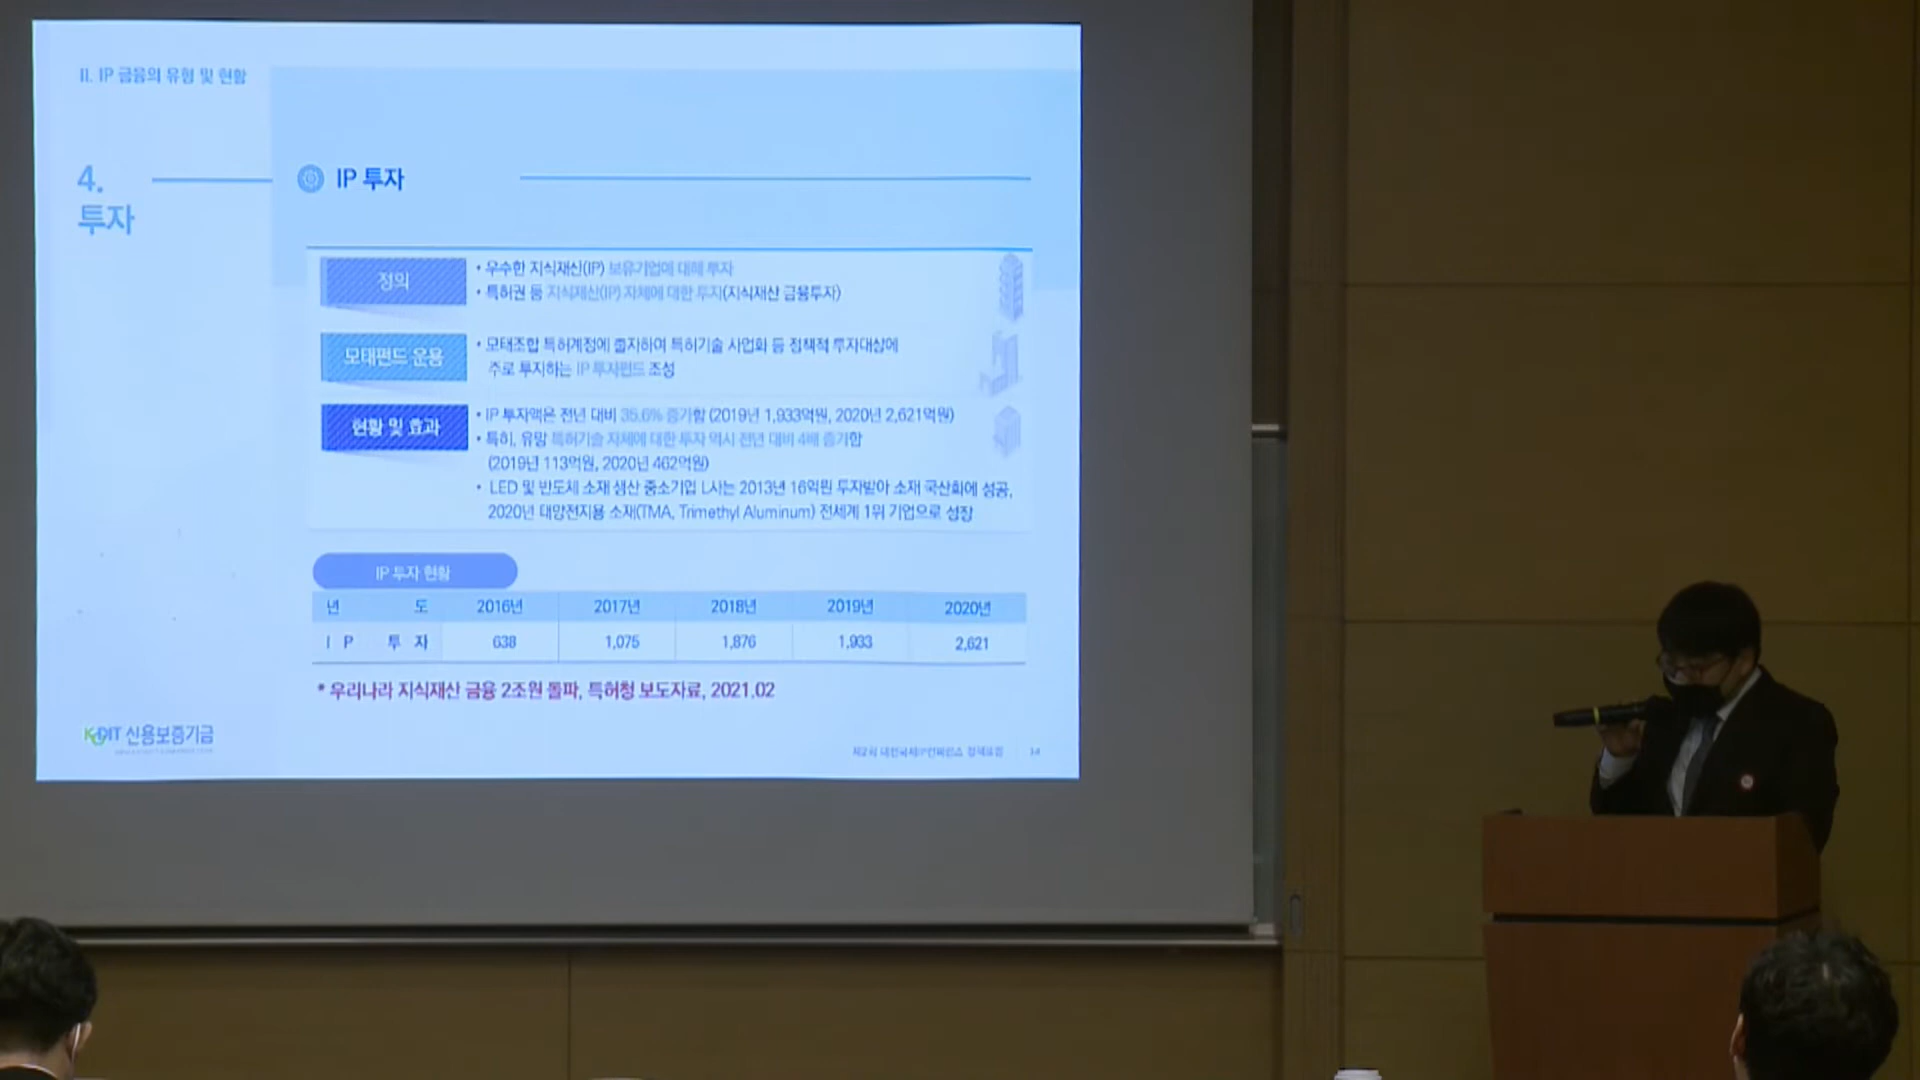 II. IP 금융의 유형 및 현황
4.
투자
IP 투자
정의
• 우수한 지식재산(IP) 보유기업에 대해 투자
• 특허권 등 지식재산(IP) 자체에 대한 투자(지식재산 금융투자)
모태펀드 운용
• 모태조합 특허계정에 출자하여 특허기술 사업화 등 정책적 투자대상에
주로 투자하는 IP 투자펀드 조성
현황 및 효과
• IP 투자액은 전년 대비 35.6% 증가함 (2019년 1,933억원, 2020년 2,621억원)
• 특히, 유망 특허기술 자체에 대한 투자 역시 전년 대비 4배 증가함
(2019년 113억원, 2020년 462억원)
• LED 및 반도체 소재 생산 중소기업 L사는 2013년 16억원 투자받아 소재 국산화에 성공,
2020년 태양전지용 소재(TMA, Trimethyl Aluminum) 전세계 1위 기업으로 성장
IP 투자 현황
년 도 2016년 2017년 2018년 2019년 2020년
I P 투 자 638 1,075 1,876 1,933 2,621
* 우리나라 지식재산 금융 2조원 돌파, 특허청 보도자료, 2021.02
KODIT 신용보증기금
제2회 대한국제IP컨퍼런스 정책포럼